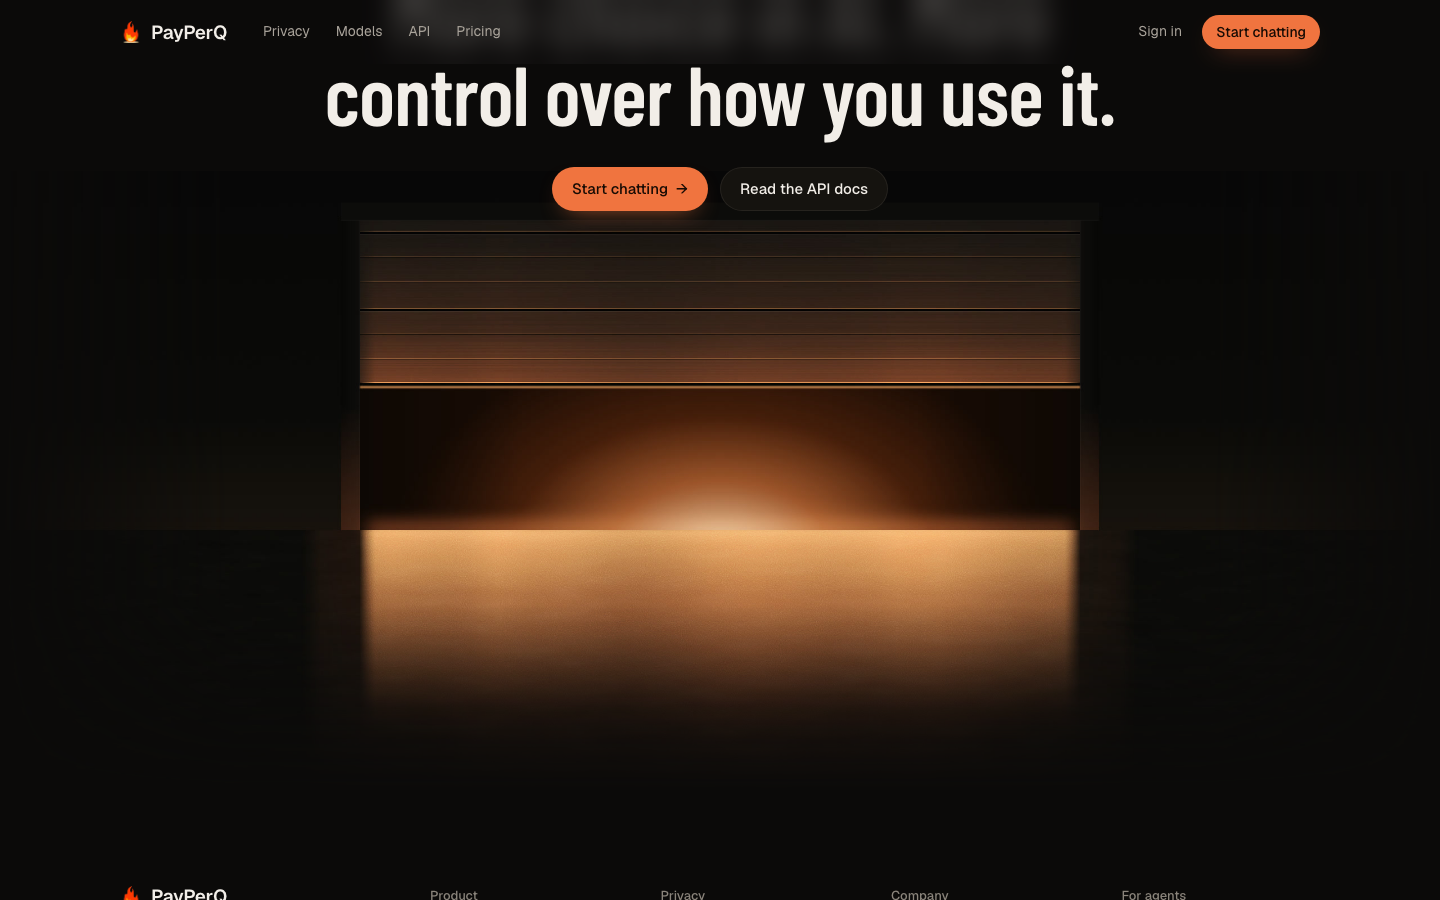 PayPerQ
Privacy
Models
API
Pricing
Sign in
Start chatting
control over how you use it.
Start chatting →
Read the API docs
PayPerQ
Product
Privacy
Company
For agents